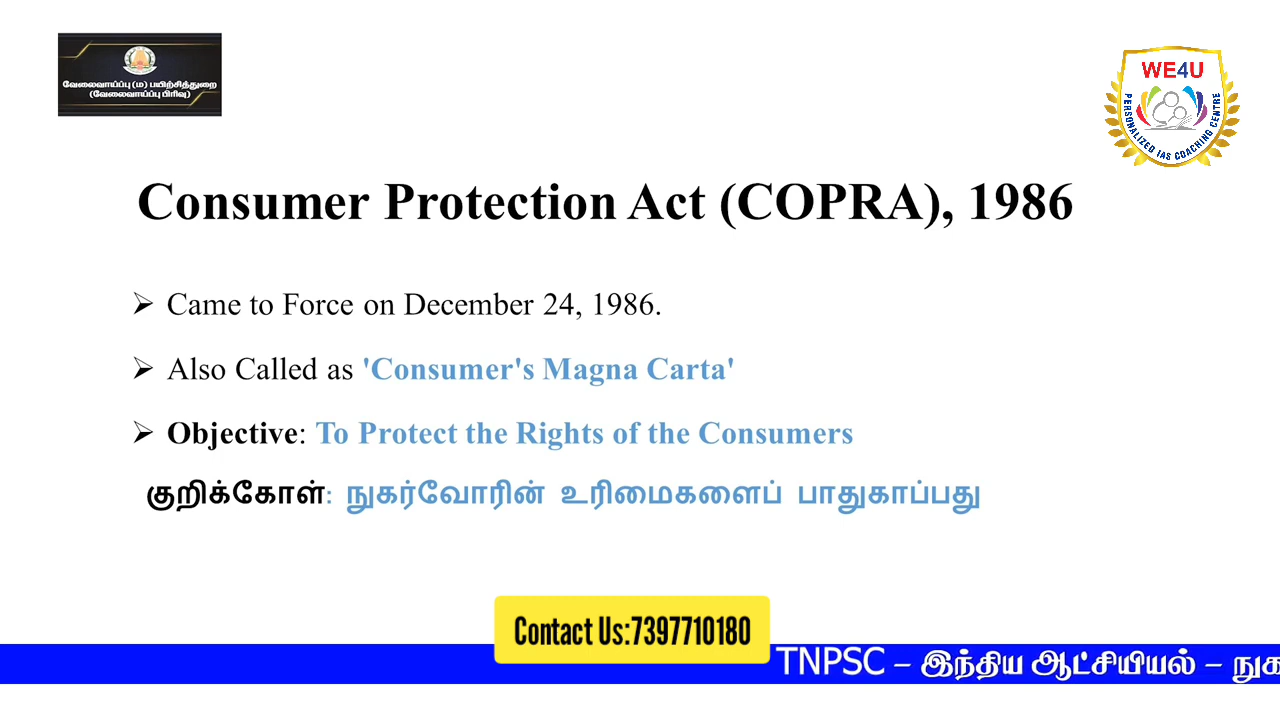 வேலைவாய்ப்பு (ம) பயிற்சித்துறை
(வேலைவாய்ப்பு பிரிவு)
WE4U
PERSONALIZED IAS COACHING CENTRE
Consumer Protection Act (COPRA), 1986
Came to Force on December 24, 1986.
Also Called as 'Consumer's Magna Carta'
Objective: To Protect the Rights of the Consumers
குறிக்கோள்: நுகர்வோரின் உரிமைகளைப் பாதுகாப்பது
Contact Us:7397710180
TNPSC – இந்திய ஆட்சியியல் – நுக